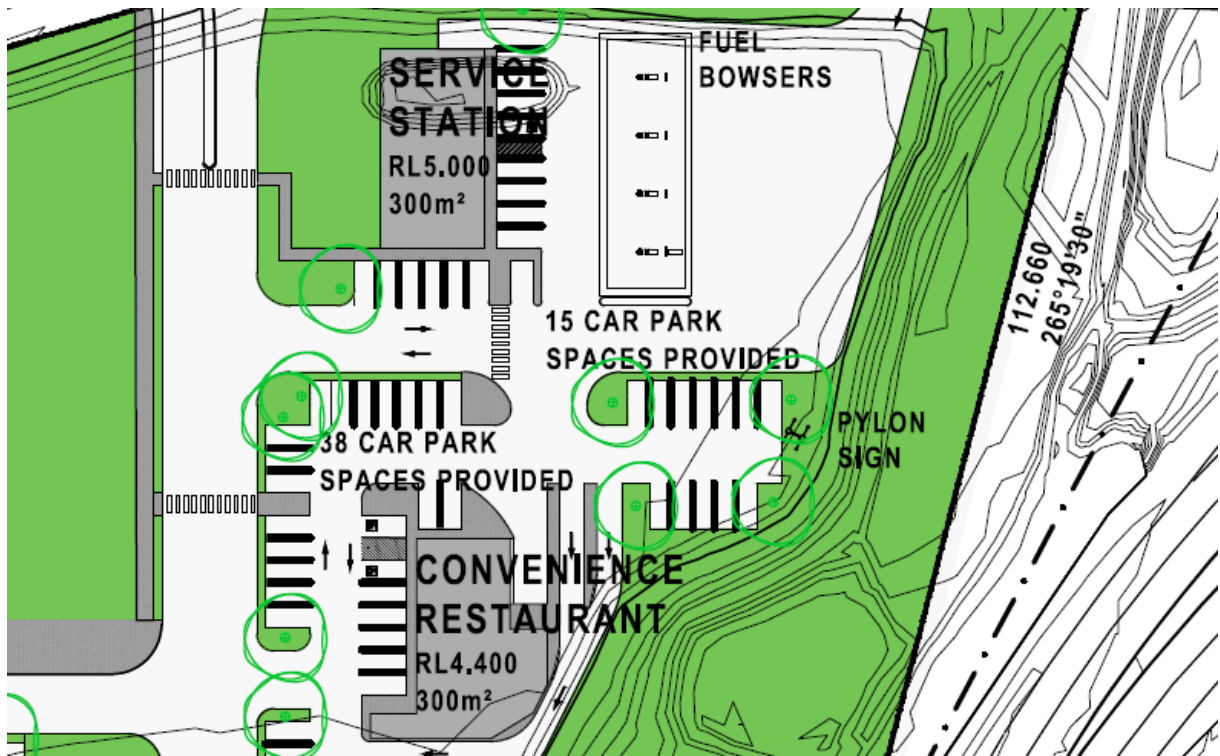 SERVICE
STATION
RL5.000
300m²
FUEL
BOWSERS
112.660
265°19'30"
15 CAR PARK
SPACES PROVIDED
38 CAR PARK
SPACES PROVIDED
PYLON
SIGN
CONVENIENCE
RESTAURANT
RL4.400
300m²